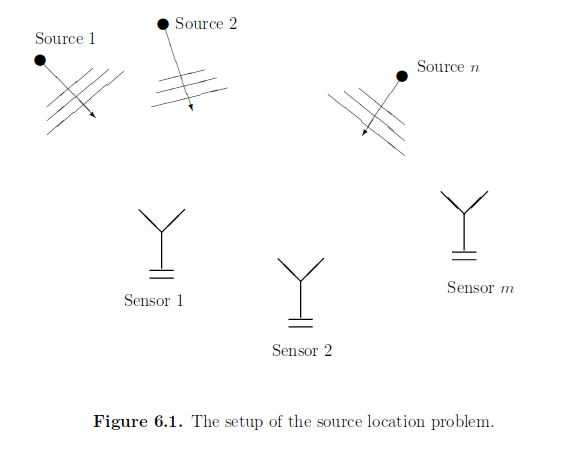 Source 1
Source 2
Source n
Sensor 1
Sensor 2
Sensor m
Figure 6.1. The setup of the source location problem.